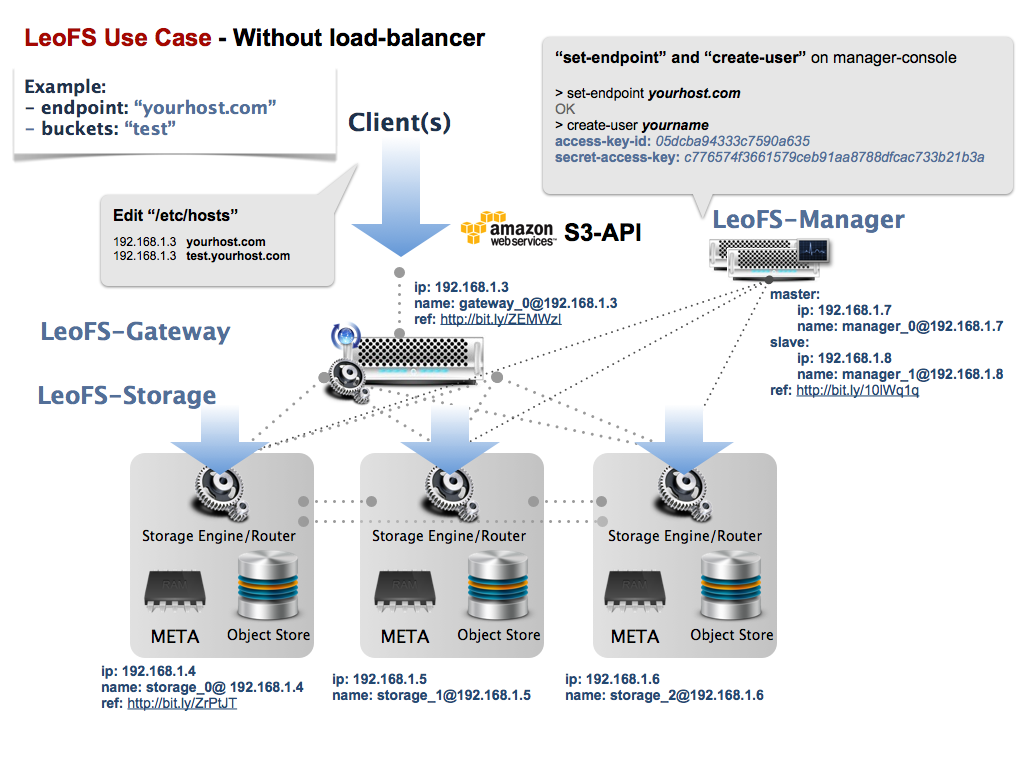 LeoFS Use Case - Without load-balancer
Example:
- endpoint: “yourhost.com”
- buckets: “test”
Client(s)
“set-endpoint” and “create-user” on manager-console
> set-endpoint yourhost.com
OK
> create-user yourname
access-key-id: 05dcba94333c7590a635
secret-access-key: c776574f3661579ceb91aa8788dfcac733b21b3a
Edit “/etc/hosts”
192.168.1.3 yourhost.com
192.168.1.3 test.yourhost.com
amazon
webservices™
S3-API
LeoFS-Manager
ip: 192.168.1.3
name: gateway_0@192.168.1.3
ref: http://bit.ly/ZEMWzl
master:
ip: 192.168.1.7
name: manager_0@192.168.1.7
slave:
ip: 192.168.1.8
name: manager_1@192.168.1.8
ref: http://bit.ly/10lWq1q
LeoFS-Gateway
LeoFS-Storage
Storage Engine/Router
Storage Engine/Router
Storage Engine/Router
RAM
RAM
RAM
META
Object Store
META
Object Store
META
Object Store
ip: 192.168.1.4
name: storage_0@ 192.168.1.4
ref: http://bit.ly/ZrPtJT
ip: 192.168.1.5
name: storage_1@192.168.1.5
ip: 192.168.1.6
name: storage_2@192.168.1.6